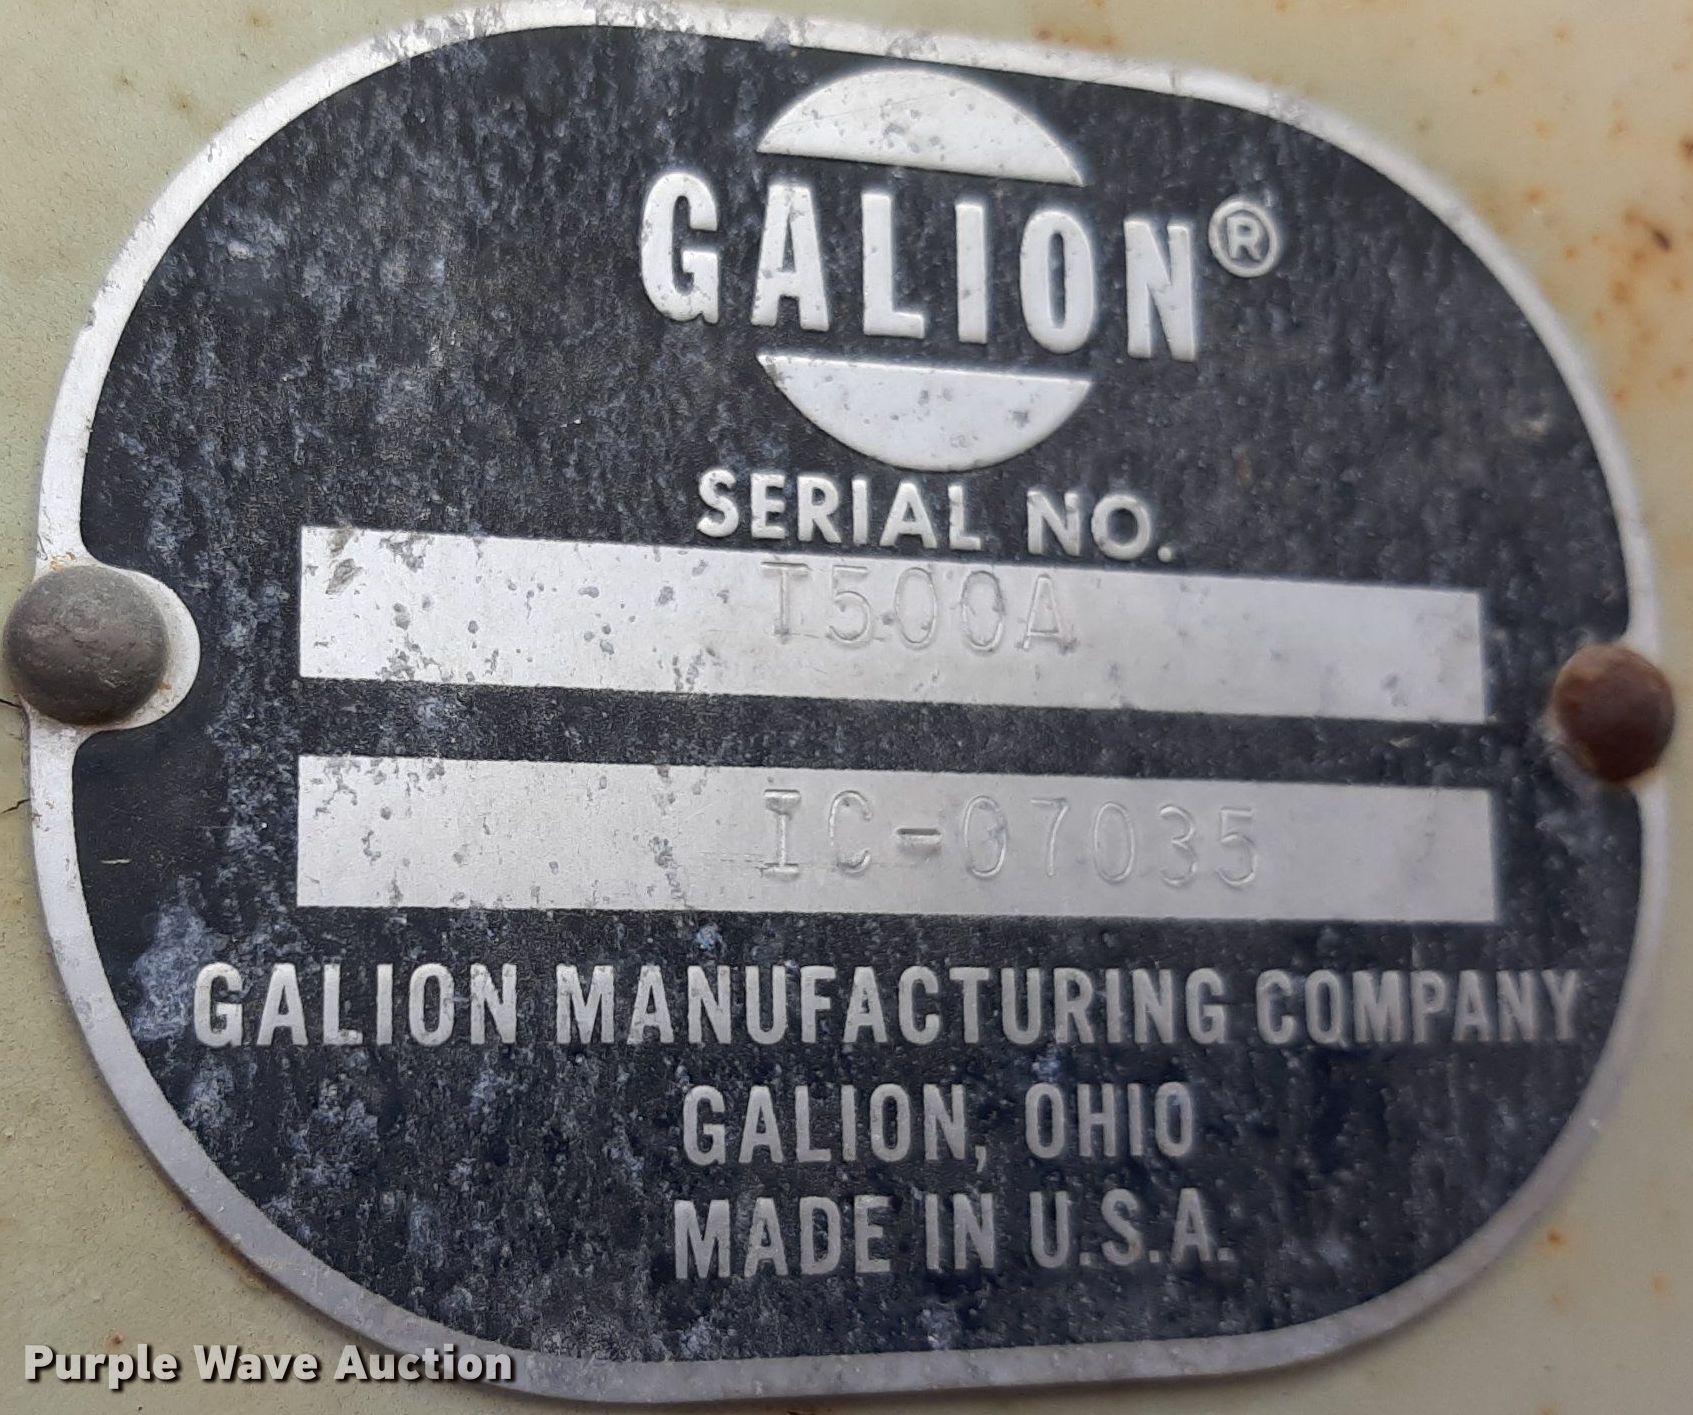 GALION®
SERIAL NO.
T500A
IC-07035
GALION MANUFACTURING COMPANY
GALION, OHIO
MADE IN U.S.A.
Purple Wave Auction